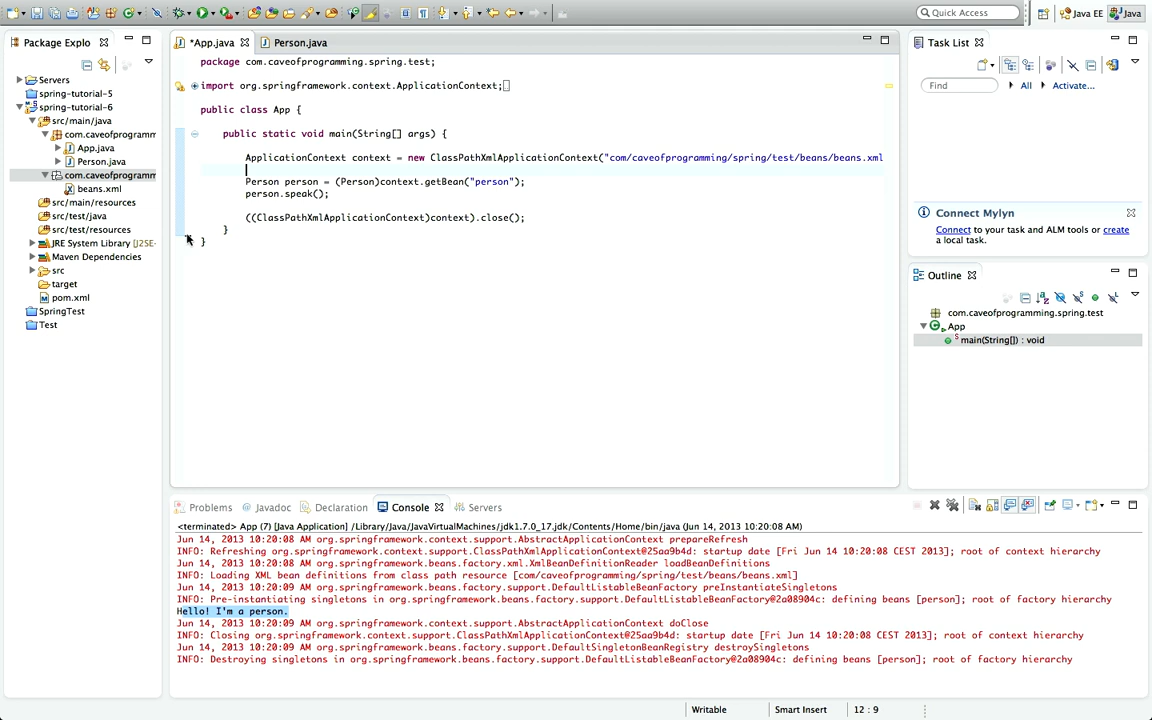 Quick Access
Java EE
Java
Package Explo
Servers
spring-tutorial-5
spring-tutorial-6
src/main/java
com.caveofprogramm
App.java
Person.java
com.caveofprogramm
beans.xml
src/main/resources
src/test/java
src/test/resources
JRE System Library [J2SE-
Maven Dependencies
src
target
pom.xml
SpringTest
Test
*App.java
Person.java
package com.caveofprogramming.spring.test;
import org.springframework.context.ApplicationContext;
public class App {
public static void main(String[] args) {
ApplicationContext context = new ClassPathXmlApplicationContext("com/caveofprogramming/spring/test/beans/beans.xml
Person person = (Person)context.getBean("person");
person.speak();
((ClassPathXmlApplicationContext)context).close();
}
}
Task List
Find
All
Activate...
Connect Mylyn
Connect to your task and ALM tools or create
a local task.
Outline
com.caveofprogramming.spring.test
App
main(String[]) : void
Problems
@ Javadoc
Declaration
Console
Servers
<terminated> App (7) [Java Application] /Library/Java/JavaVirtualMachines/jdk1.7.0_17.jdk/Contents/Home/bin/java (Jun 14, 2013 10:20:08 AM)
Jun 14, 2013 10:20:08 AM org.springframework.context.support.AbstractApplicationContext prepareRefresh
INFO: Refreshing org.springframework.context.support.ClassPathXmlApplicationContext@25aa9b4d: startup date [Fri Jun 14 10:20:08 CEST 2013]; root of context hierarchy
Jun 14, 2013 10:20:08 AM org.springframework.beans.factory.xml.XmlBeanDefinitionReader loadBeanDefinitions
INFO: Loading XML bean definitions from class path resource [com/caveofprogramming/spring/test/beans/beans.xml]
Jun 14, 2013 10:20:09 AM org.springframework.beans.factory.support.DefaultListableBeanFactory preInstantiateSingletons
INFO: Pre-instantiating singletons in org.springframework.beans.factory.support.DefaultListableBeanFactory@2a08904c: defining beans [person]; root of factory hierarchy
Hello! I'm a person.
Jun 14, 2013 10:20:09 AM org.springframework.context.support.AbstractApplicationContext doClose
INFO: Closing org.springframework.context.support.ClassPathXmlApplicationContext@25aa9b4d: startup date [Fri Jun 14 10:20:08 CEST 2013]; root of context hierarchy
Jun 14, 2013 10:20:09 AM org.springframework.beans.factory.support.DefaultSingletonBeanRegistry destroySingletons
INFO: Destroying singletons in org.springframework.beans.factory.support.DefaultListableBeanFactory@2a08904c: defining beans [person]; root of factory hierarchy
Writable
Smart Insert
12 : 9